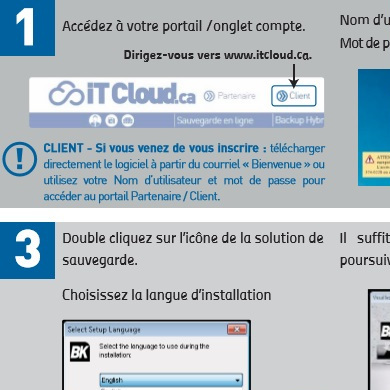 1
Accédez à votre portail /onglet compte.
Dirigez-vous vers www.itcloud.ca.
iTCloud.ca
Partenaire
Client
Sauvegarde en ligne
Backup Hybr
! CLIENT - Si vous venez de vous inscrire : télécharger
directement le logiciel à partir du courriel « Bienvenue » ou
utilisez votre Nom d'utilisateur et mot de passe pour
accéder au portail Partenaire / Client.
Nom d'u
Mot de p
3
Double cliquez sur l'icône de la solution de
sauvegarde.
Choisissez la langue d'installation
Select Setup Language
BK
Select the language to use during the
installation:
English
Il suffit
poursuiv